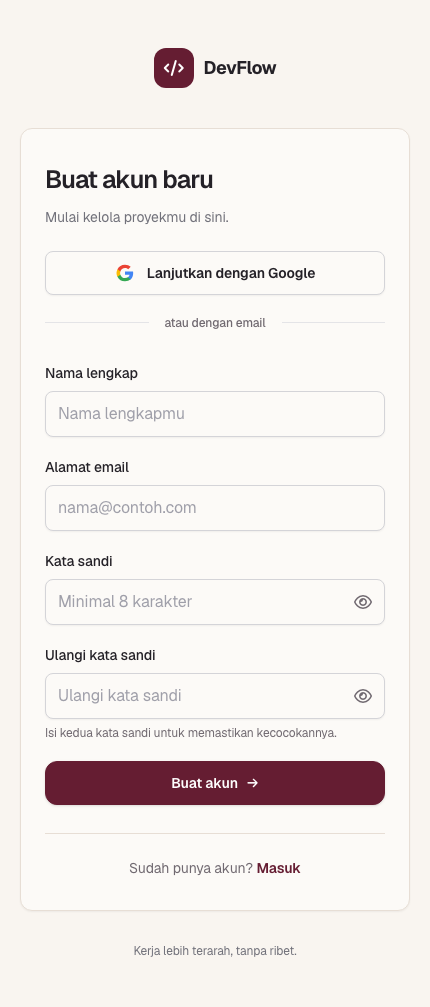 DevFlow
Buat akun baru
Mulai kelola proyekmu di sini.
Lanjutkan dengan Google
atau dengan email
Nama lengkap
Nama lengkapmu
Alamat email
nama@contoh.com
Kata sandi
Minimal 8 karakter
Ulangi kata sandi
Ulangi kata sandi
Isi kedua kata sandi untuk memastikan kecocokannya.
Buat akun →
Sudah punya akun? Masuk
Kerja lebih terarah, tanpa ribet.